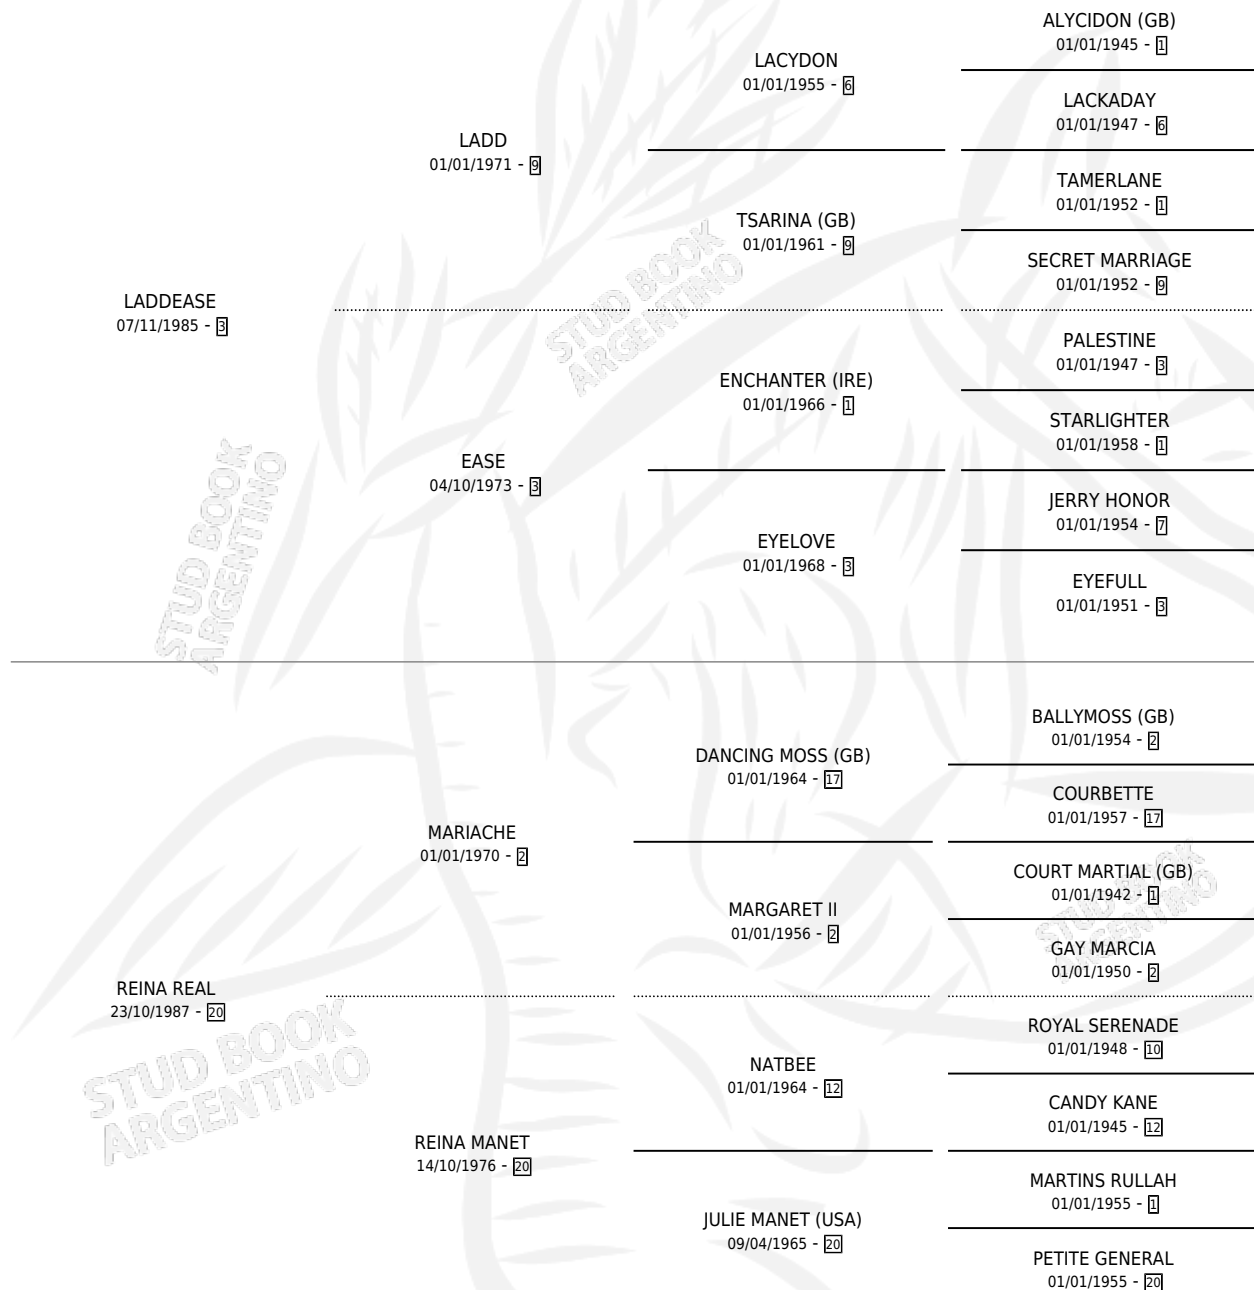 ALYCIDON (GB)
01/01/1945 - 1
LACYDON
01/01/1955 - 6
LACKADAY
01/01/1947 - 6
LADD
01/01/1971 - 9
TAMERLANE
01/01/1952 - 1
TSARINA (GB)
01/01/1961 - 9
SECRET MARRIAGE
01/01/1952 - 9
LADDEASE
07/11/1985 - 3
STUD BOOK
ARGENTINO
PALESTINE
01/01/1947 - 3
ENCHANTER (IRE)
01/01/1966 - 1
STARLIGHTER
01/01/1958 - 1
EASE
04/10/1973 - 3
JERRY HONOR
01/01/1954 - 7
EYELOVE
01/01/1968 - 3
EYEFULL
01/01/1951 - 3
STUD BOOK
ARGENTINO
BALLYMOSS (GB)
01/01/1954 - 2
DANCING MOSS (GB)
01/01/1964 - 17
COURBETTE
01/01/1957 - 17
MARIACHE
01/01/1970 - 2
COURT MARTIAL (GB)
01/01/1942 - 1
MARGARET II
01/01/1956 - 2
STUD BOOK
ARGENTINO
GAY MARCIA
01/01/1950 - 2
REINA REAL
23/10/1987 - 20
ROYAL SERENADE
01/01/1948 - 10
NATBEE
01/01/1964 - 12
STUD BOOK
ARGENTINO
CANDY KANE
01/01/1945 - 12
REINA MANET
14/10/1976 - 20
MARTINS RULLAH
01/01/1955 - 1
JULIE MANET (USA)
09/04/1965 - 20
PETITE GENERAL
01/01/1955 - 20